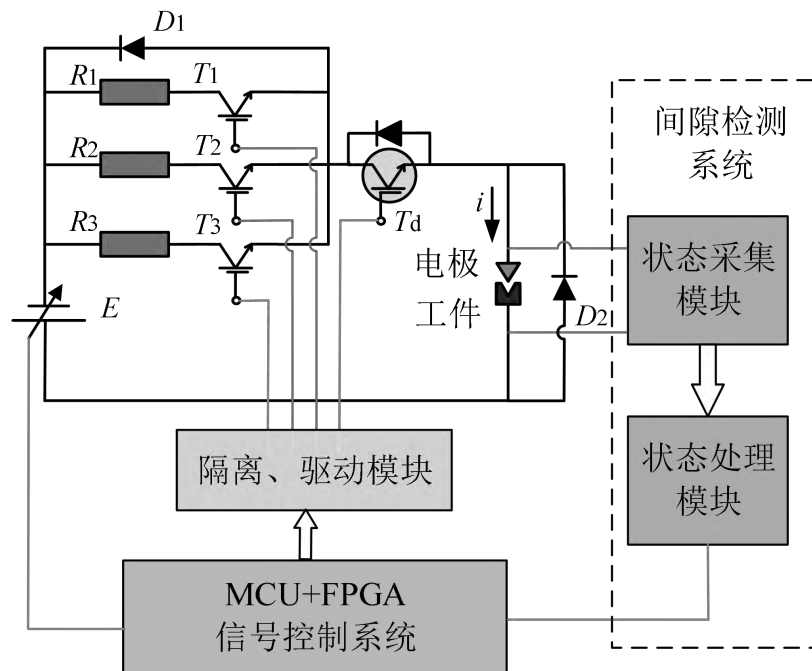 D1
R1
T1
R2
T2
R3
T3
Td
E
i
电极
工件
D2
间隙检测
系统
状态采集
模块
状态处理
模块
隔离、驱动模块
MCU+FPGA
信号控制系统